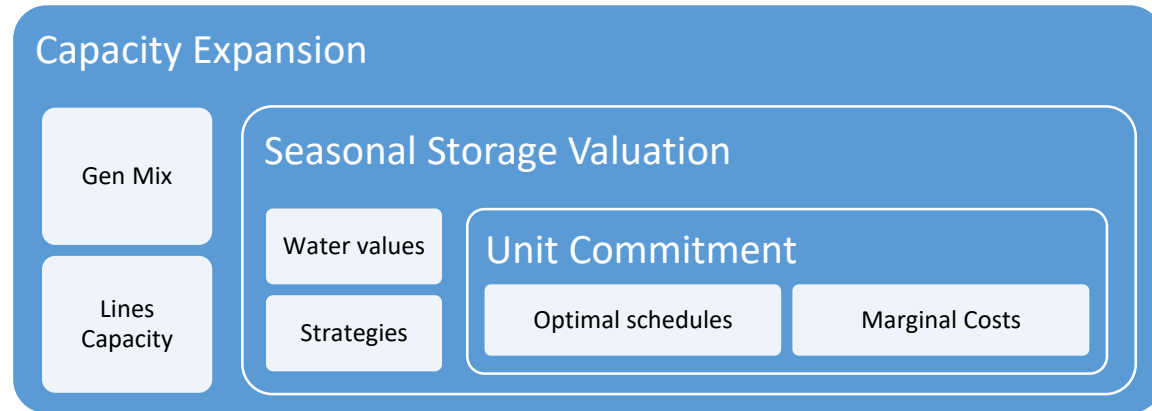 Capacity Expansion
Gen Mix
Lines
Capacity
Seasonal Storage Valuation
Water values
Strategies
Unit Commitment
Optimal schedules
Marginal Costs